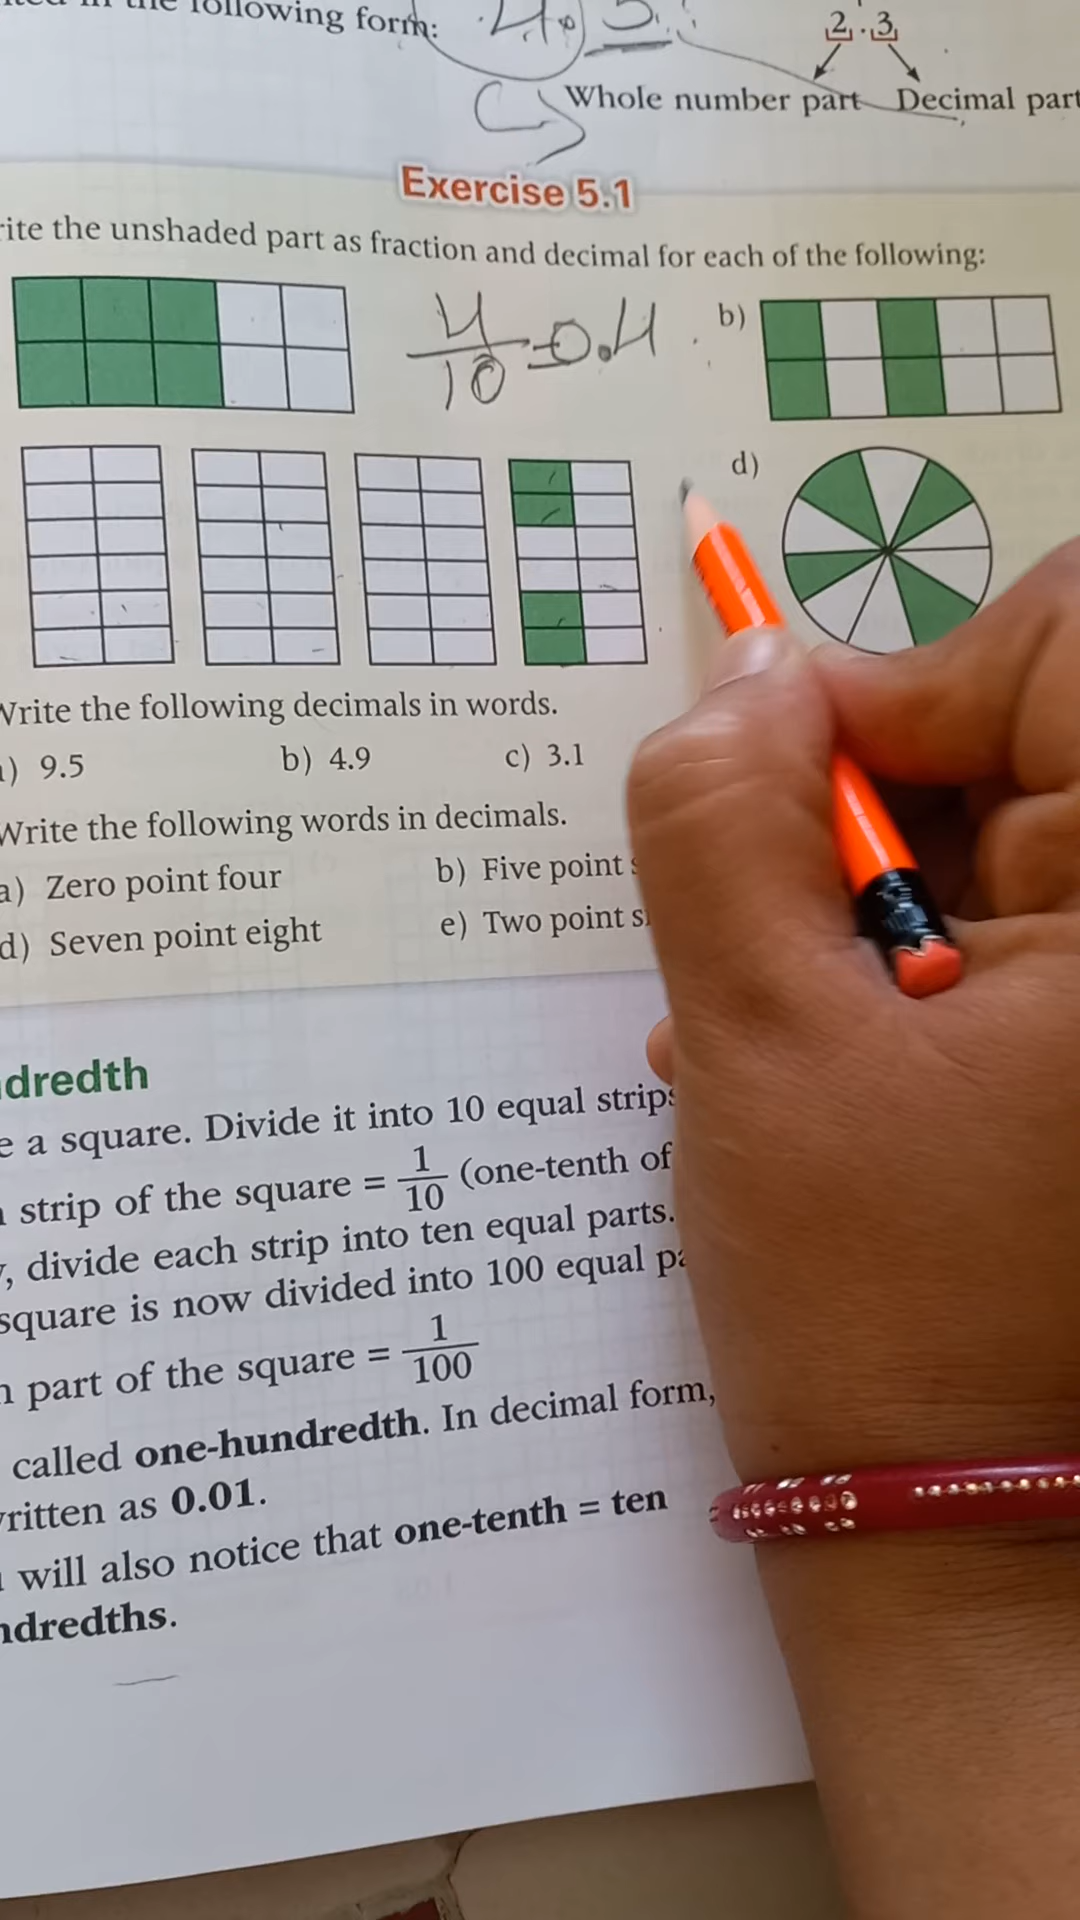 the following form:
4.3
2.3
Whole number part Decimal part
Exercise 5.1
rite the unshaded part as fraction and decimal for each of the following:
4/10 = 0.4
b)
d)
Write the following decimals in words.
) 9.5 b) 4.9 c) 3.1
Write the following words in decimals.
a) Zero point four b) Five point
d) Seven point eight e) Two point
dredth
e a square. Divide it into 10 equal strips
strip of the square = 1/10 (one-tenth of
, divide each strip into ten equal parts.
square is now divided into 100 equal
part of the square = 1/100
called one-hundredth. In decimal form,
ritten as 0.01.
will also notice that one-tenth = ten
ndredths.